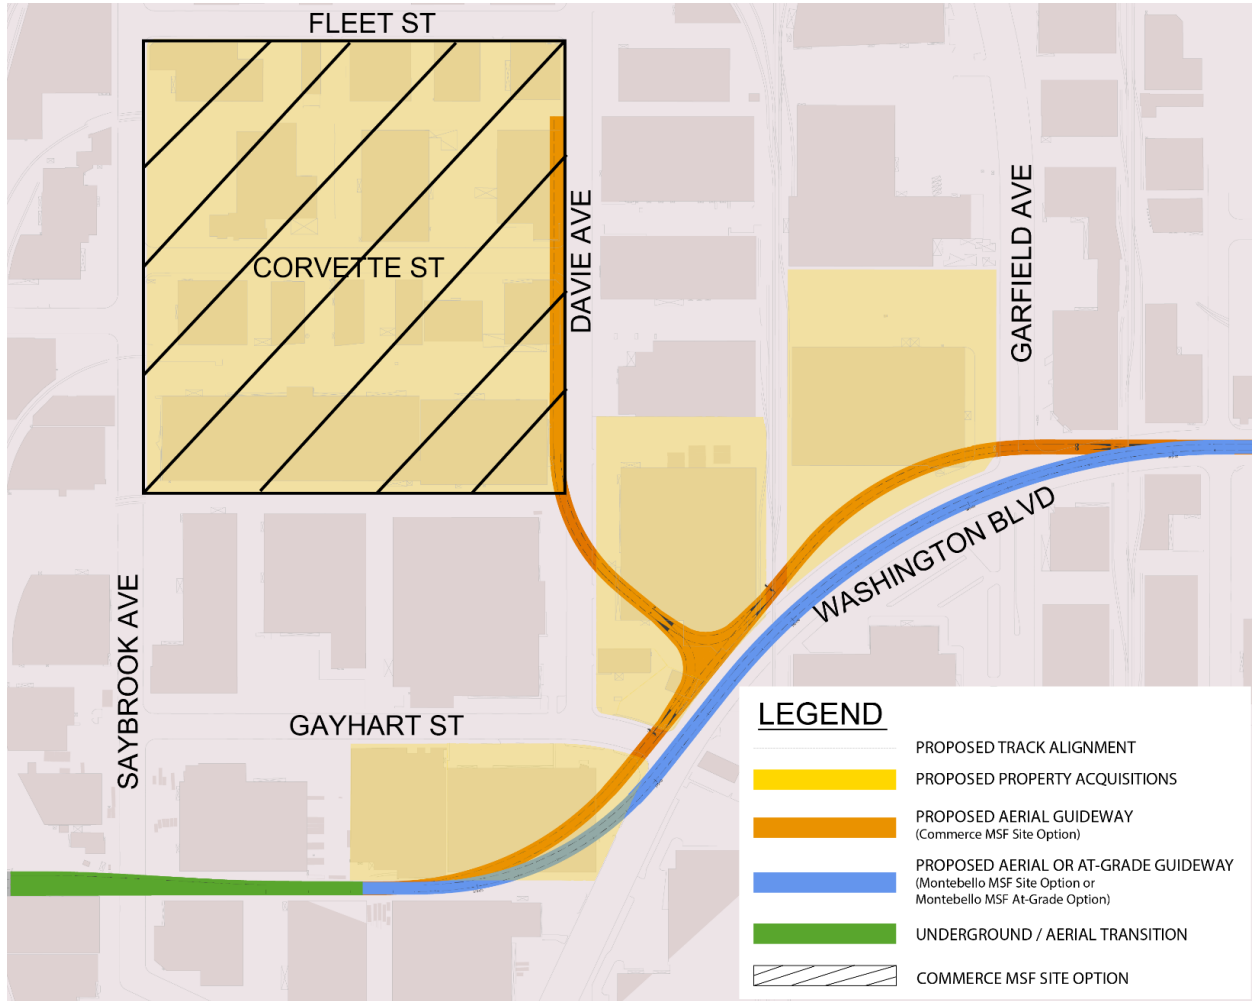 FLEET ST
DAVIE AVE
GARFIELD AVE
CORVETTE ST
WASHINGTON BLVD
SAYBROOK AVE
GAYHART ST
LEGEND
PROPOSED TRACK ALIGNMENT
PROPOSED PROPERTY ACQUISITIONS
PROPOSED AERIAL GUIDEWAY
(Commerce MSF Site Option)
PROPOSED AERIAL OR AT-GRADE GUIDEWAY
(Montebello MSF Site Option or
Montebello MSF At-Grade Option)
UNDERGROUND / AERIAL TRANSITION
COMMERCE MSF SITE OPTION